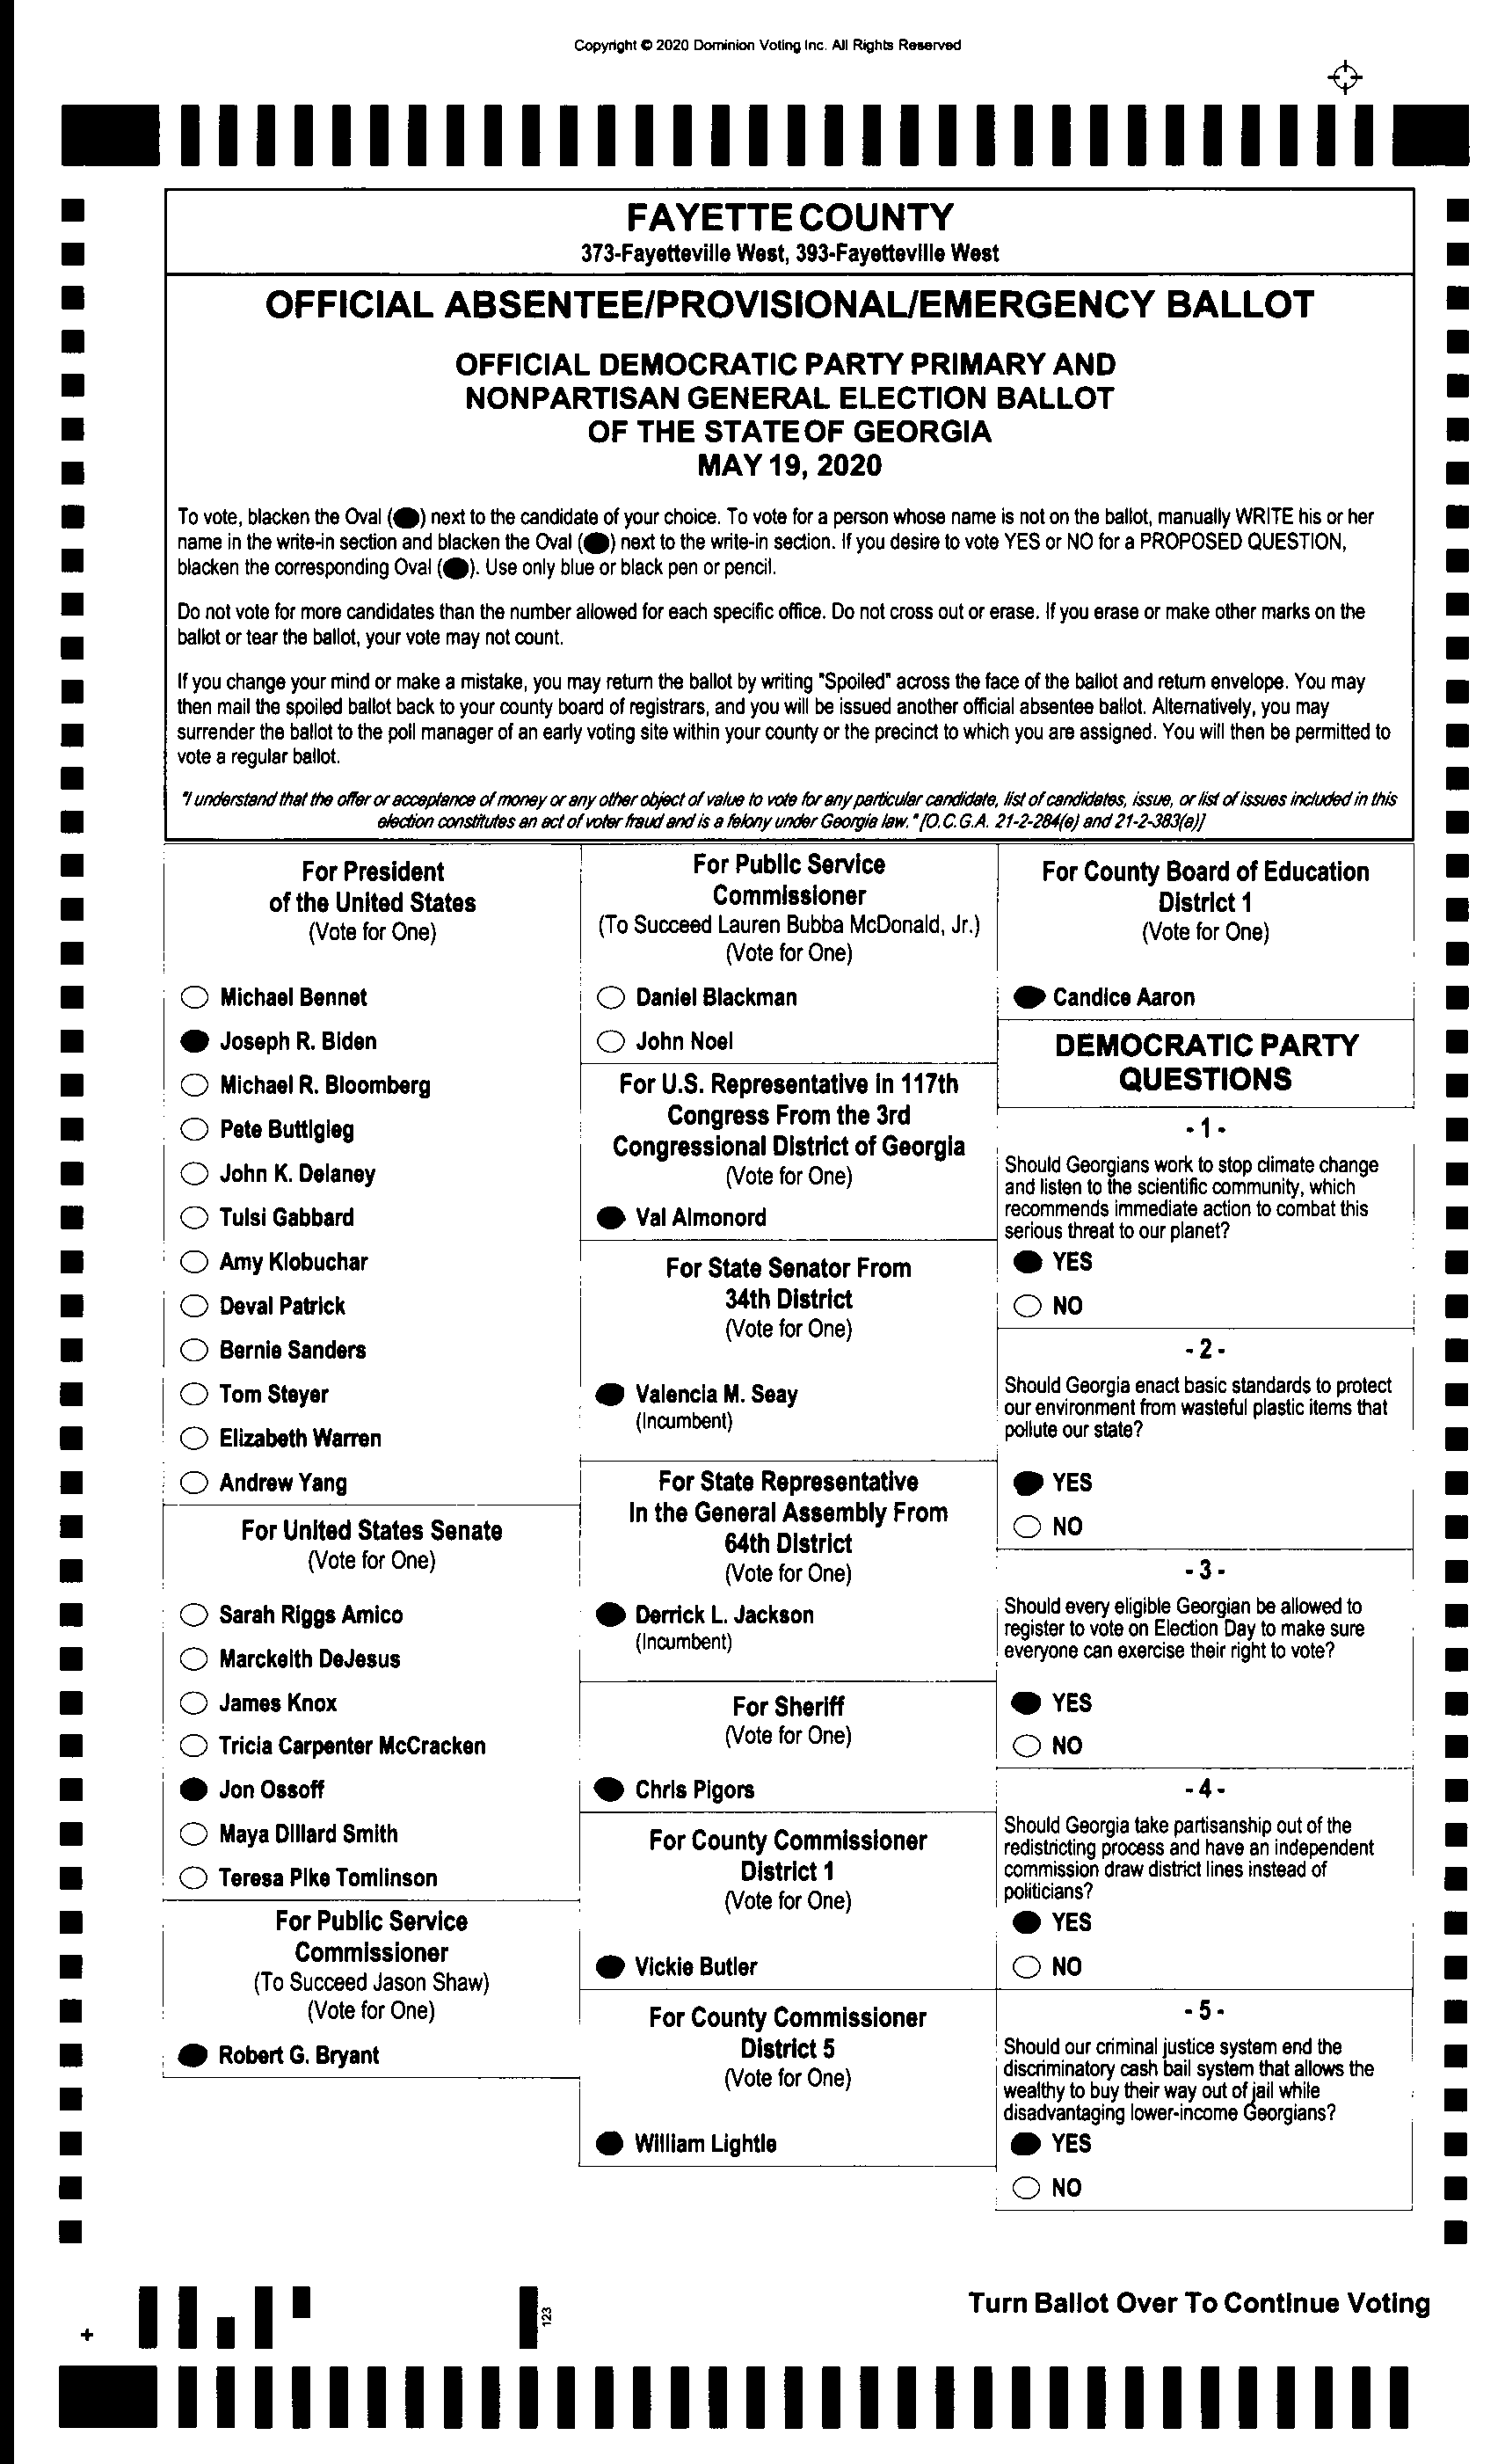 Copyright © 2020 Dominion Voting Inc. All Rights Reserved
FAYETTE COUNTY
373-Fayetteville West, 393-Fayetteville West
OFFICIAL ABSENTEE/PROVISIONAL/EMERGENCY BALLOT
OFFICIAL DEMOCRATIC PARTY PRIMARY AND
NONPARTISAN GENERAL ELECTION BALLOT
OF THE STATE OF GEORGIA
MAY 19, 2020
To vote, blacken the Oval ( ) next to the candidate of your choice. To vote for a person whose name is not on the ballot, manually WRITE his or her
name in the write-in section and blacken the Oval ( ) next to the write-in section. If you desire to vote YES or NO for a PROPOSED QUESTION,
blacken the corresponding Oval ( ). Use only blue or black pen or pencil.
Do not vote for more candidates than the number allowed for each specific office. Do not cross out or erase. If you erase or make other marks on the
ballot or tear the ballot, your vote may not count.
If you change your mind or make a mistake, you may return the ballot by writing "Spoiled" across the face of the ballot and return envelope. You may
then mail the spoiled ballot back to your county board of registrars, and you will be issued another official absentee ballot. Alternatively, you may
surrender the ballot to the poll manager of an early voting site within your county or the precinct to which you are assigned. You will then be permitted to
vote a regular ballot.
"I understand that the offer or acceptance of money or any other object of value to vote for any particular candidate, list of candidates, issue, or list of issues included in this
election constitutes an act of voter fraud and is a felony under Georgia law." [O.C.G.A. 21-2-284(e) and 21-2-383(a)]
For President
of the United States
(Vote for One)
Michael Bennet
Joseph R. Biden
Michael R. Bloomberg
Pete Buttigieg
John K. Delaney
Tulsi Gabbard
Amy Klobuchar
Deval Patrick
Bernie Sanders
Tom Steyer
Elizabeth Warren
Andrew Yang
For United States Senate
(Vote for One)
Sarah Riggs Amico
Marckeith DeJesus
James Knox
Tricia Carpenter McCracken
Jon Ossoff
Maya Dillard Smith
Teresa Pike Tomlinson
For Public Service
Commissioner
(To Succeed Jason Shaw)
(Vote for One)
Robert G. Bryant
For Public Service
Commissioner
(To Succeed Lauren Bubba McDonald, Jr.)
(Vote for One)
Daniel Blackman
John Noel
For U.S. Representative in 117th
Congress From the 3rd
Congressional District of Georgia
(Vote for One)
Val Almonord
For State Senator From
34th District
(Vote for One)
Valencia M. Seay
(Incumbent)
For State Representative
In the General Assembly From
64th District
(Vote for One)
Derrick L. Jackson
(Incumbent)
For Sheriff
(Vote for One)
Chris Pigors
For County Commissioner
District 1
(Vote for One)
Vickie Butler
For County Commissioner
District 5
(Vote for One)
William Lightle
For County Board of Education
District 1
(Vote for One)
Candice Aaron
DEMOCRATIC PARTY
QUESTIONS
- 1 -
Should Georgians work to stop climate change
and listen to the scientific community, which
recommends immediate action to combat this
serious threat to our planet?
YES
NO
- 2 -
Should Georgia enact basic standards to protect
our environment from wasteful plastic items that
pollute our state?
YES
NO
- 3 -
Should every eligible Georgian be allowed to
register to vote on Election Day to make sure
everyone can exercise their right to vote?
YES
NO
- 4 -
Should Georgia take partisanship out of the
redistricting process and have an independent
commission draw district lines instead of
politicians?
YES
NO
- 5 -
Should our criminal justice system end the
discriminatory cash bail system that allows the
wealthy to buy their way out of jail while
disadvantaging lower-income Georgians?
YES
NO
Turn Ballot Over To Continue Voting
123
+